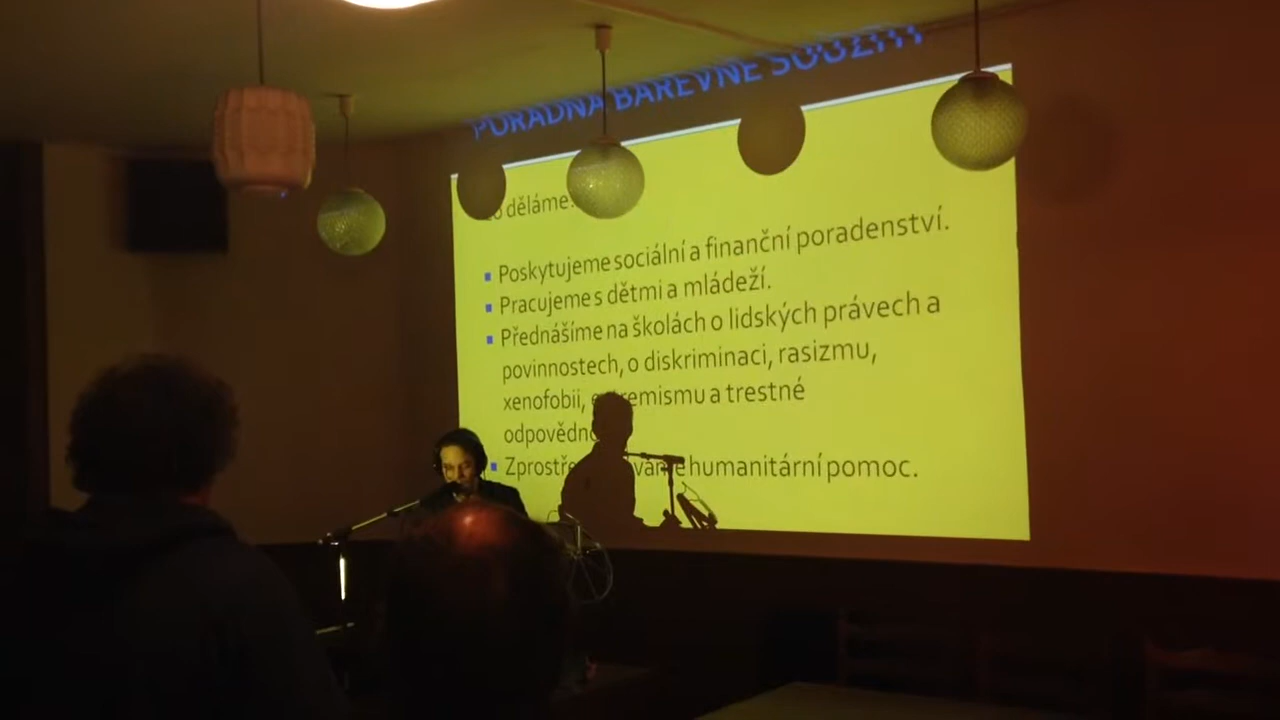 PORADNA BAREVNÉ SOUŽITÍ
děláme:
▪ Poskytujeme sociální a finanční poradenství.
▪ Pracujeme s dětmi a mládeží.
▪ Přednášíme na školách o lidských právech a
povinnostech, o diskriminaci, rasizmu,
xenofobii, a trestné
▪ humanitární pomoc.